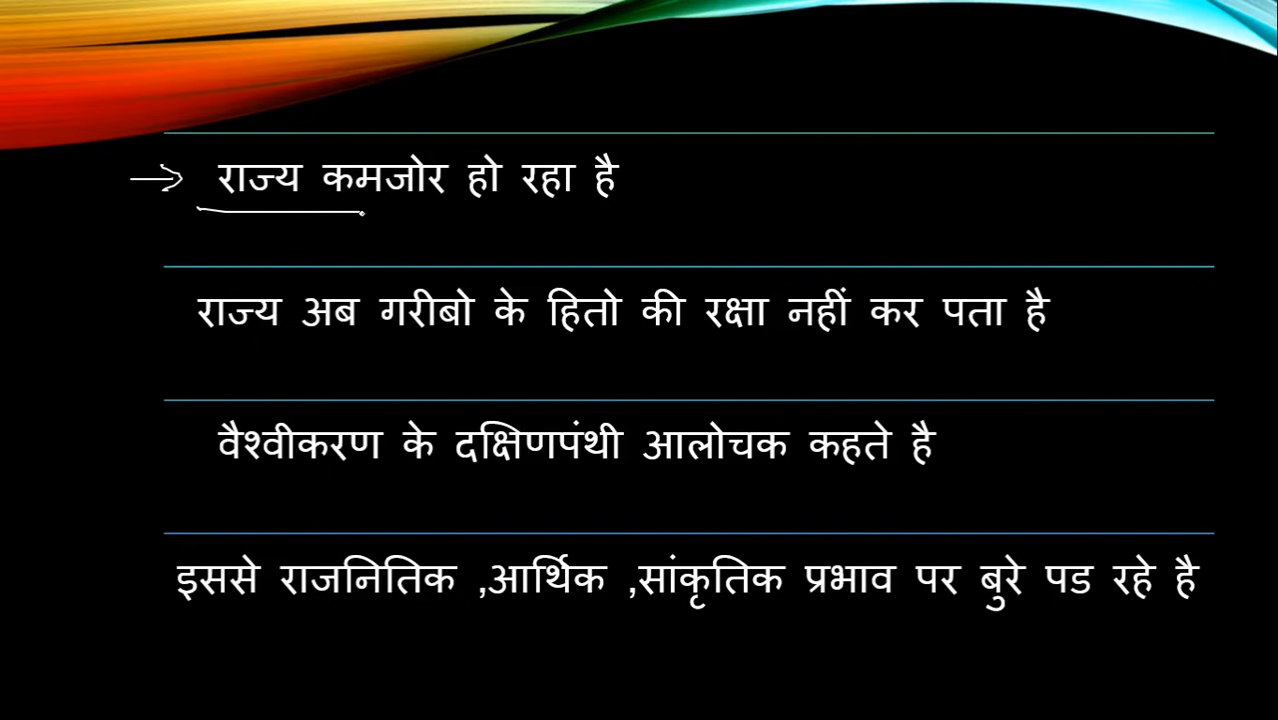 राज्य कमजोर हो रहा है
राज्य अब गरीबो के हितो की रक्षा नहीं कर पता है
वैश्वीकरण के दक्षिणपंथी आलोचक कहते है
इससे राजनितिक ,आर्थिक ,सांकृतिक प्रभाव पर बुरे पड रहे है